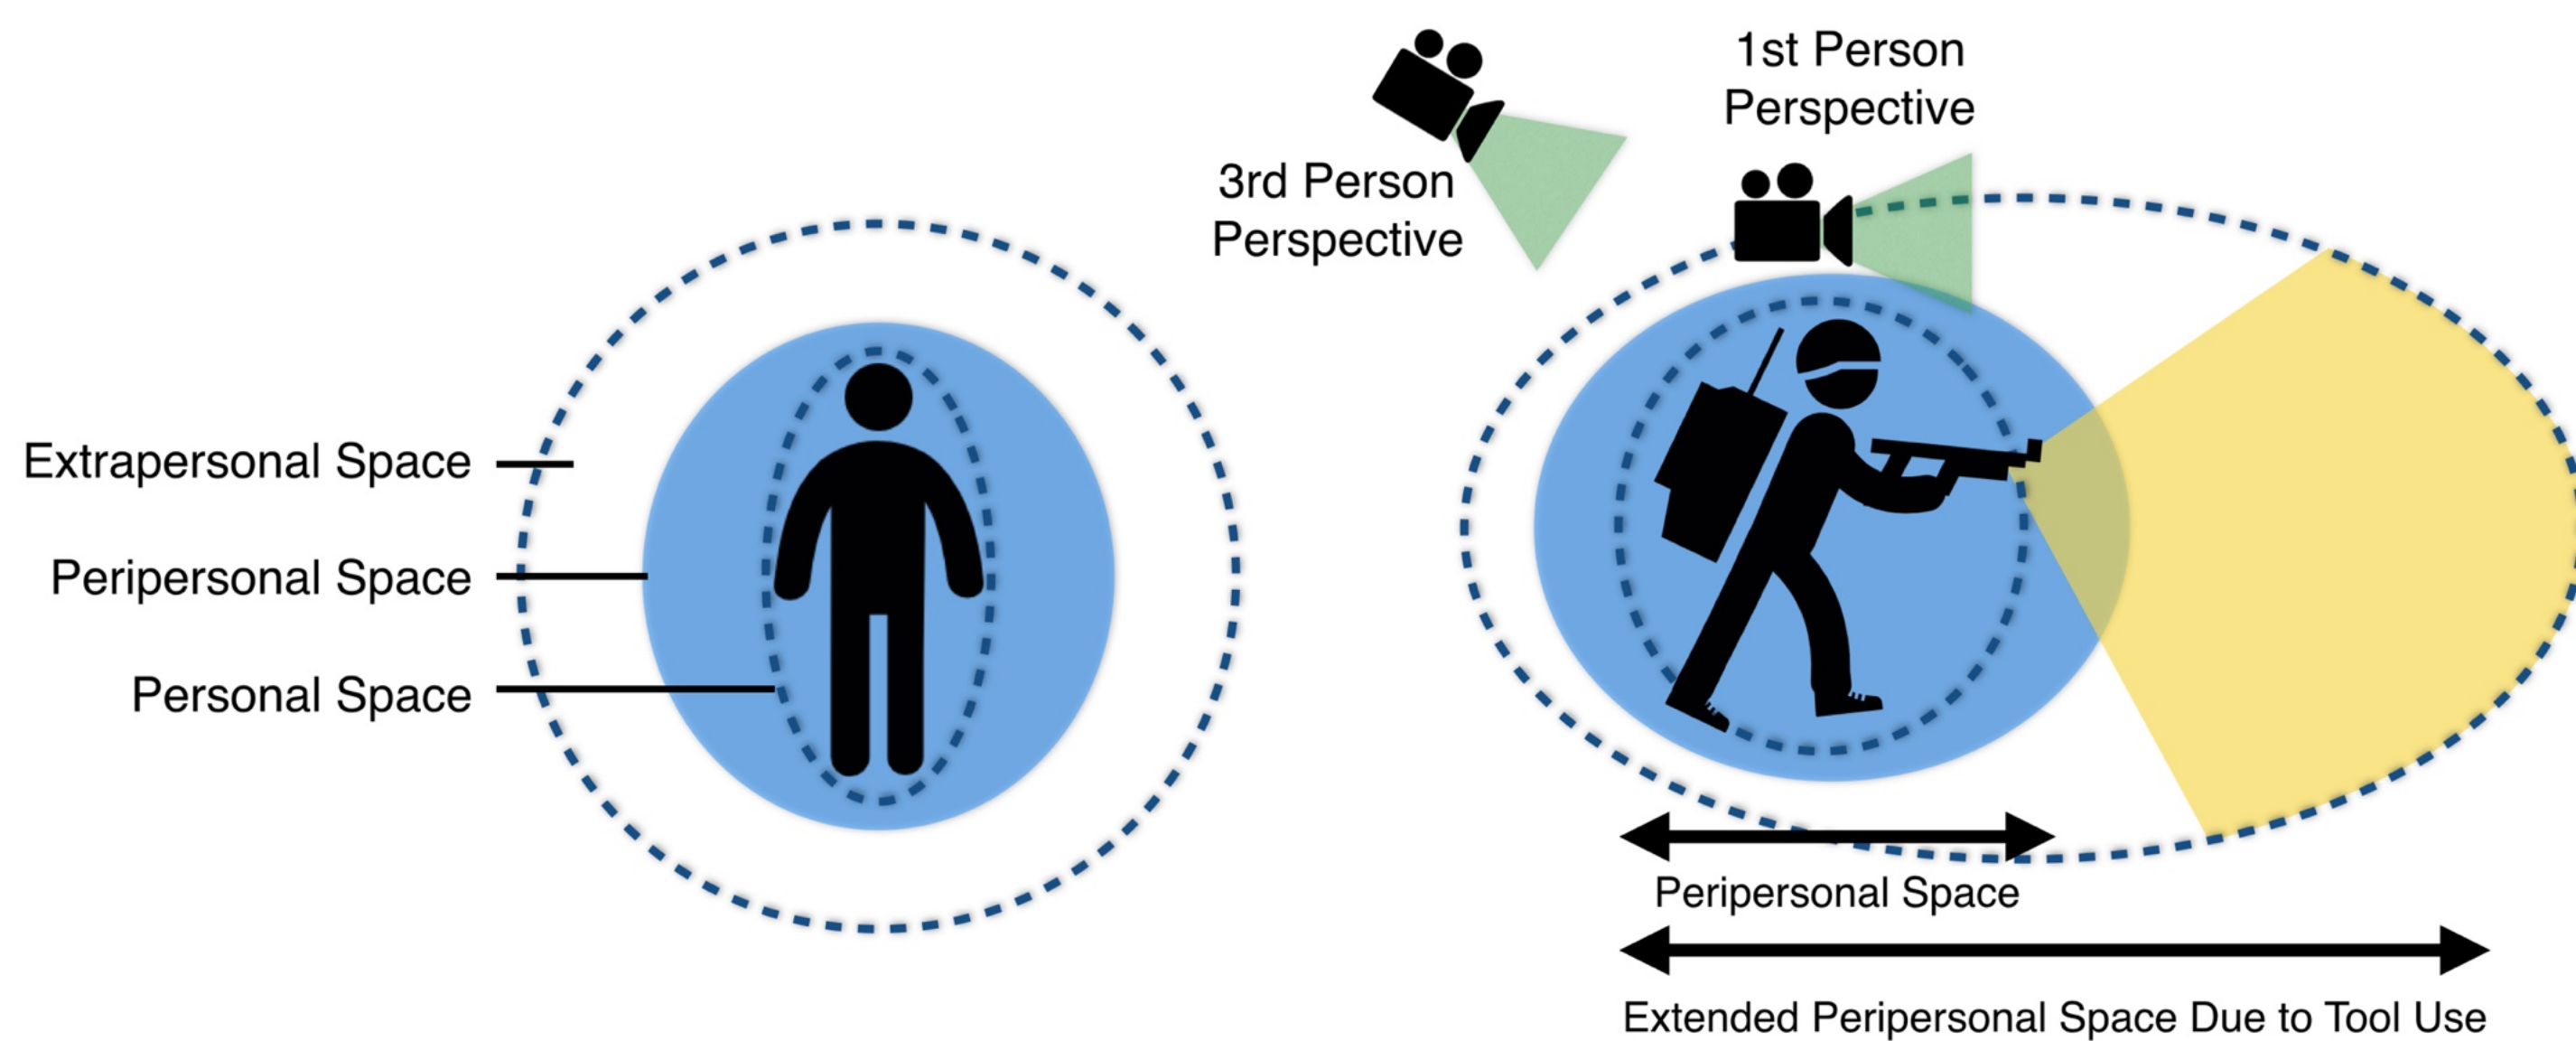 Extrapersonal Space
Peripersonal Space
Personal Space
3rd Person
Perspective
1st Person
Perspective
Peripersonal Space
Extended Peripersonal Space Due to Tool Use